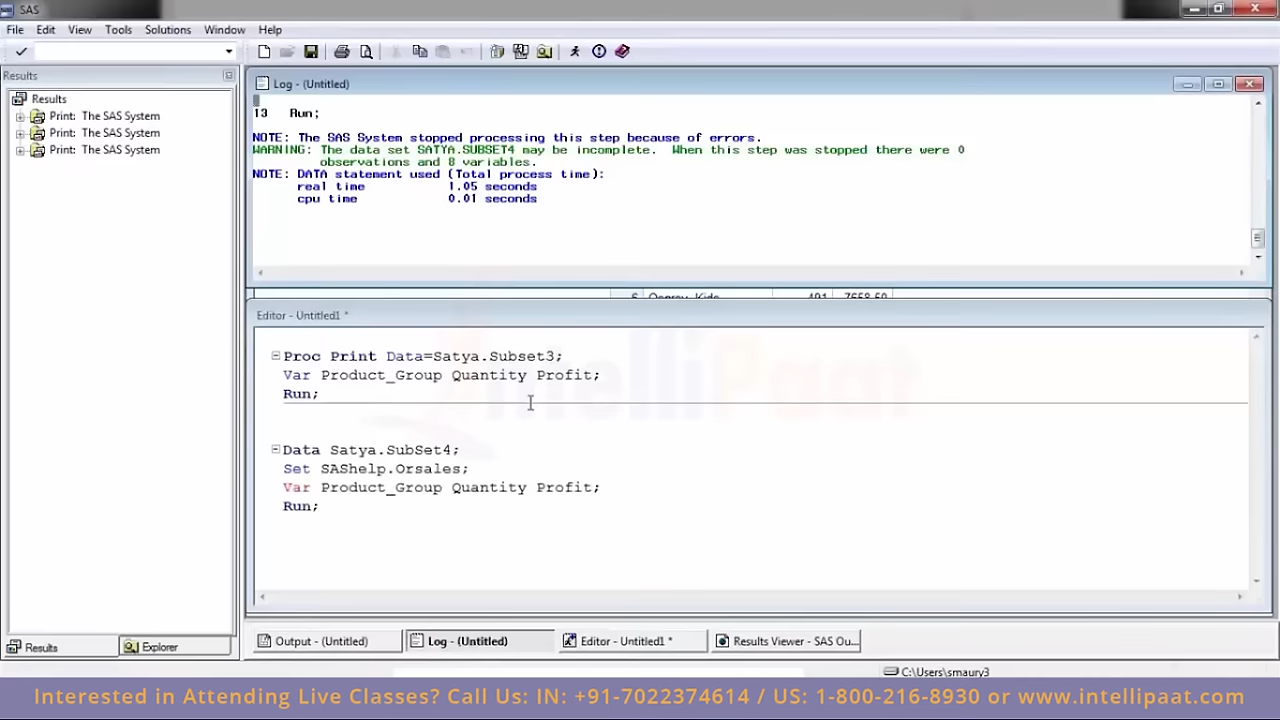 SAS
File Edit View Tools Solutions Window Help
Results
Results
Print: The SAS System
Print: The SAS System
Print: The SAS System
Log - (Untitled)
13 Run;
NOTE: The SAS System stopped processing this step because of errors.
WARNING: The data set SATYA.SUBSET4 may be incomplete. When this step was stopped there were 0
observations and 8 variables.
NOTE: DATA statement used (Total process time):
real time 1.05 seconds
cpu time 0.01 seconds
Editor - Untitled1 *
Proc Print Data=Satya.Subset3;
Var Product_Group Quantity Profit;
Run;
Data Satya.SubSet4;
Set SAShelp.Orsales;
Var Product_Group Quantity Profit;
Run;
IntelliPaat
Results Explorer
Output - (Untitled) Log - (Untitled) Editor - Untitled1 * Results Viewer - SAS Ou...
C:\Users\smaury3
Interested in Attending Live Classes? Call Us: IN: +91-7022374614 / US: 1-800-216-8930 or www.intellipaat.com